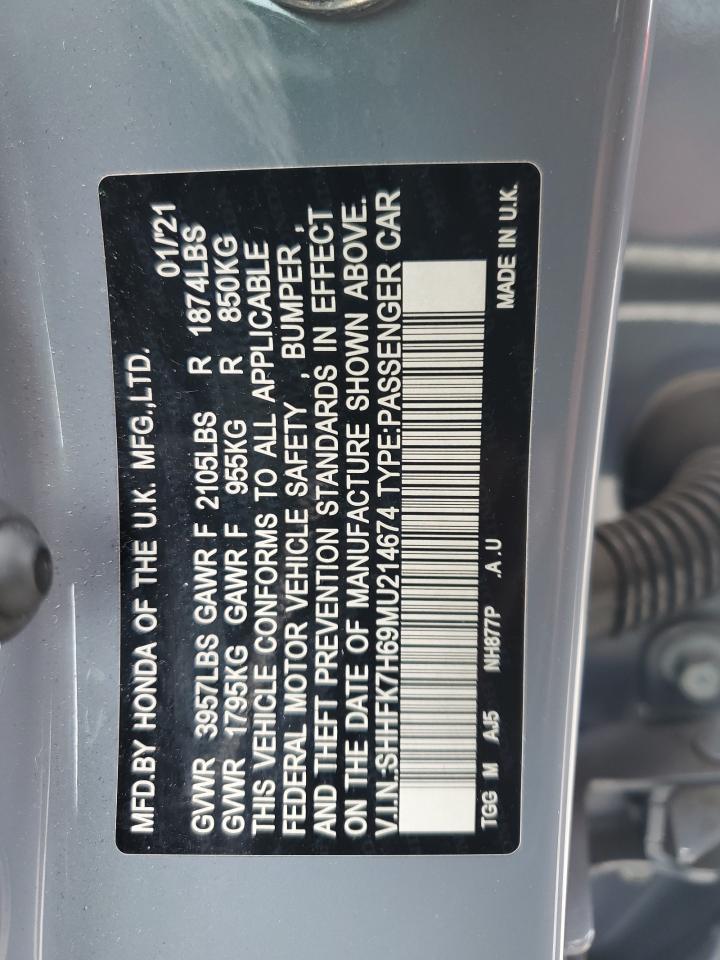 MFD.BY HONDA OF THE U.K. MFG.,LTD. 01/'21
GVWR 3957LBS GAWR F 2105LBS R 1874LBS
GVWR 1795KG GAWR F 955KG R 850KG
THIS VEHICLE CONFORMS TO ALL APPLICABLE
FEDERAL MOTOR VEHICLE SAFETY , BUMPER ,
AND THEFT PREVENTION STANDARDS IN EFFECT
ON THE DATE OF MANUFACTURE SHOWN ABOVE.
V.I.N.:SHHFK7H69MU214674 TYPE:PASSENGER CAR
TGG M AJ5 NH877P .A .U
MADE IN U.K.